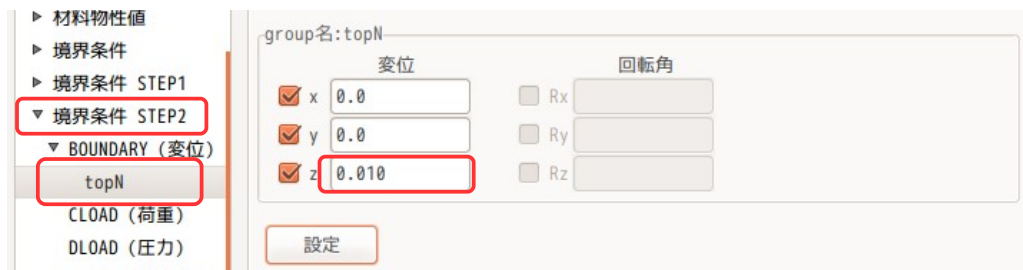 材料物性値
境界条件
境界条件 STEP1
境界条件 STEP2
BOUNDARY (変位)
topN
CLOAD (荷重)
DLOAD (圧力)
group名:topN
変位 回転角
x 0.0 Rx
y 0.0 Ry
z 0.010 Rz
設定